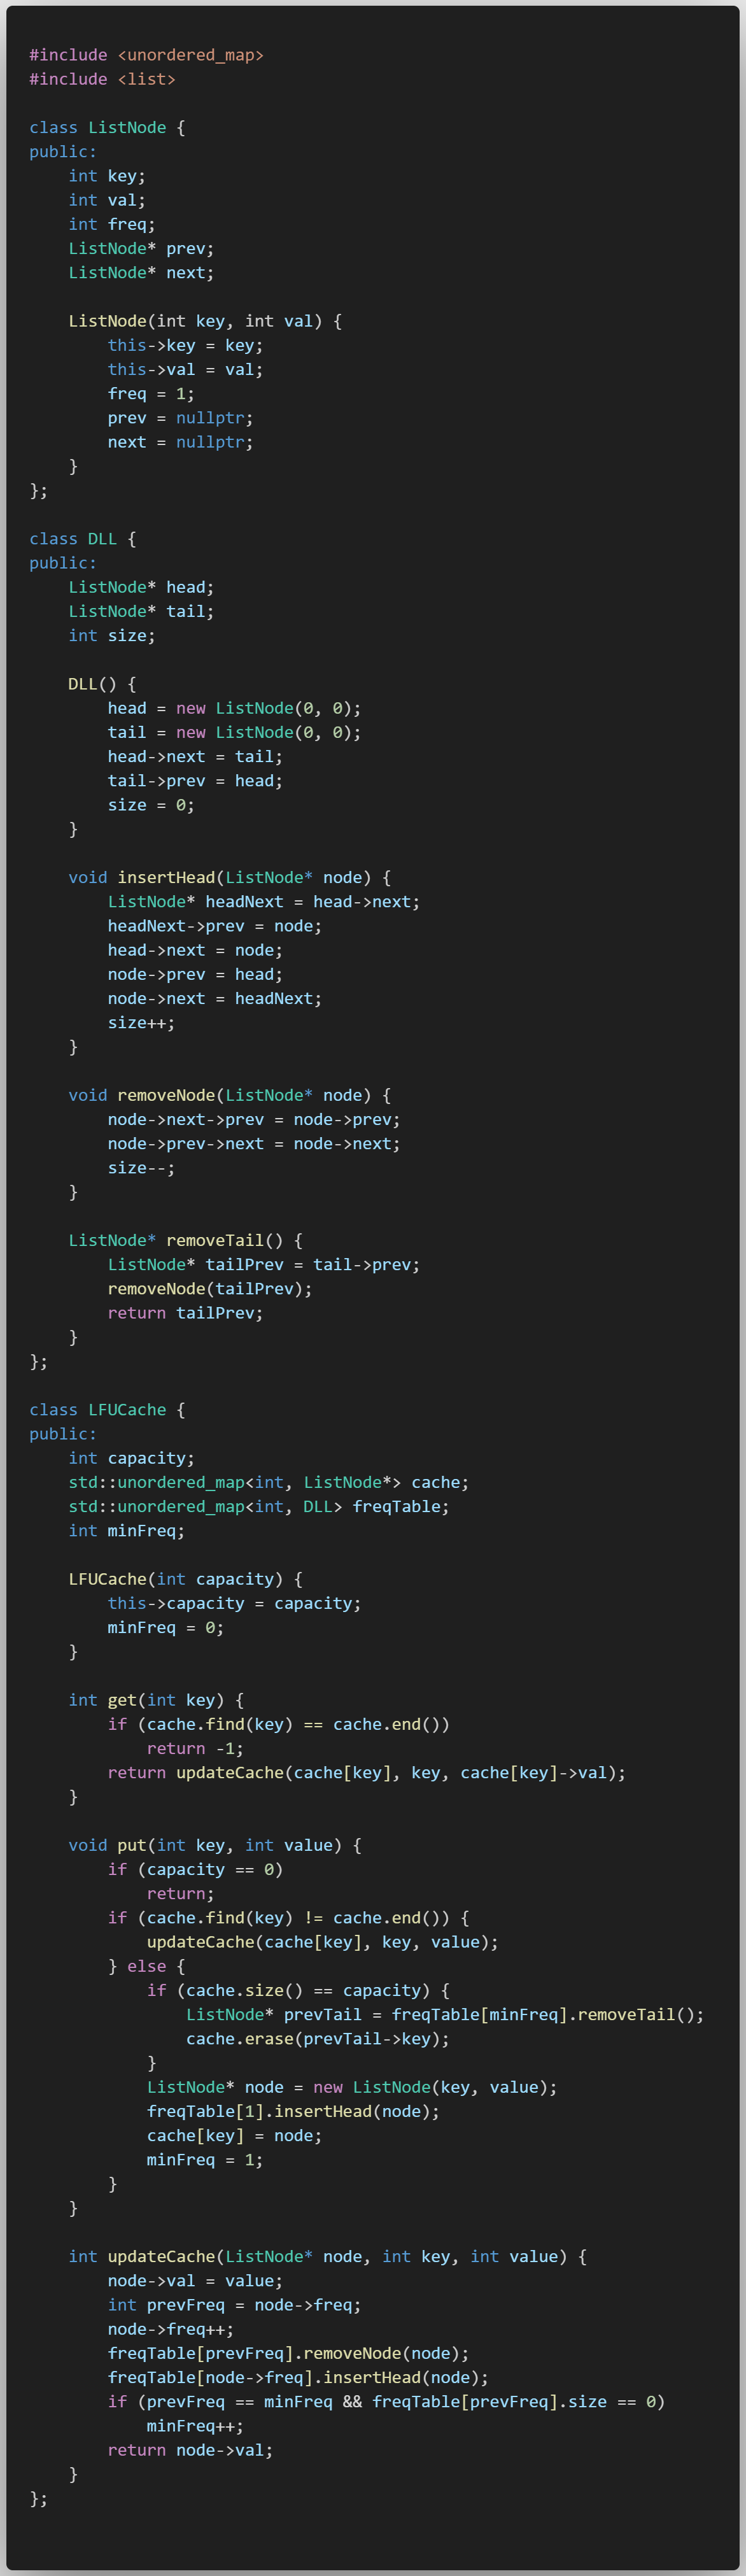 #include <unordered_map>
#include <list>

class ListNode {
public:
    int key;
    int val;
    int freq;
    ListNode* prev;
    ListNode* next;

    ListNode(int key, int val) {
        this->key = key;
        this->val = val;
        freq = 1;
        prev = nullptr;
        next = nullptr;
    }
};

class DLL {
public:
    ListNode* head;
    ListNode* tail;
    int size;

    DLL() {
        head = new ListNode(0, 0);
        tail = new ListNode(0, 0);
        head->next = tail;
        tail->prev = head;
        size = 0;
    }

    void insertHead(ListNode* node) {
        ListNode* headNext = head->next;
        headNext->prev = node;
        head->next = node;
        node->prev = head;
        node->next = headNext;
        size++;
    }

    void removeNode(ListNode* node) {
        node->next->prev = node->prev;
        node->prev->next = node->next;
        size--;
    }

    ListNode* removeTail() {
        ListNode* tailPrev = tail->prev;
        removeNode(tailPrev);
        return tailPrev;
    }
};

class LFUCache {
public:
    int capacity;
    std::unordered_map<int, ListNode*> cache;
    std::unordered_map<int, DLL> freqTable;
    int minFreq;

    LFUCache(int capacity) {
        this->capacity = capacity;
        minFreq = 0;
    }

    int get(int key) {
        if (cache.find(key) == cache.end())
            return -1;
        return updateCache(cache[key], key, cache[key]->val);
    }

    void put(int key, int value) {
        if (capacity == 0)
            return;
        if (cache.find(key) != cache.end()) {
            updateCache(cache[key], key, value);
        } else {
            if (cache.size() == capacity) {
                ListNode* prevTail = freqTable[minFreq].removeTail();
                cache.erase(prevTail->key);
            }
            ListNode* node = new ListNode(key, value);
            freqTable[1].insertHead(node);
            cache[key] = node;
            minFreq = 1;
        }
    }

    int updateCache(ListNode* node, int key, int value) {
        node->val = value;
        int prevFreq = node->freq;
        node->freq++;
        freqTable[prevFreq].removeNode(node);
        freqTable[node->freq].insertHead(node);
        if (prevFreq == minFreq && freqTable[prevFreq].size == 0)
            minFreq++;
        return node->val;
    }
};